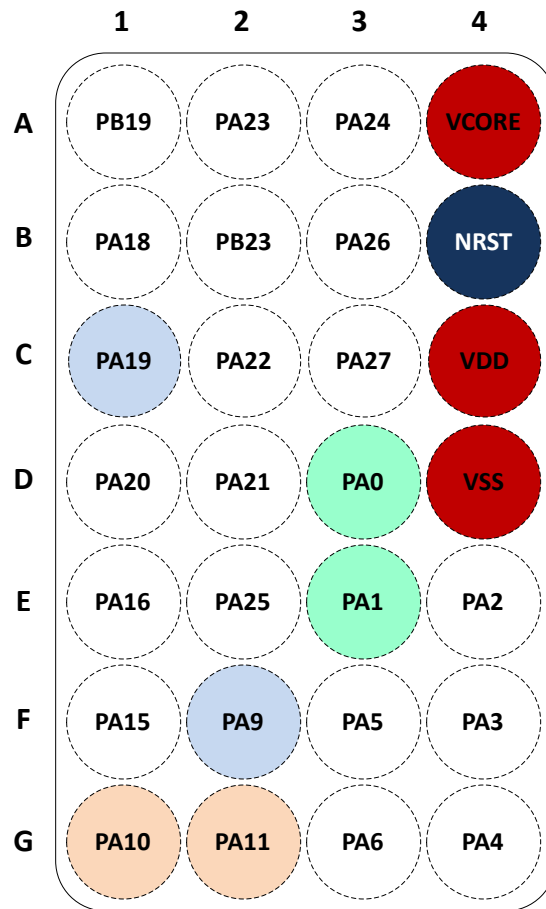 1 2 3 4
A PB19 PA23 PA24 VCORE
B PA18 PB23 PA26 NRST
C PA19 PA22 PA27 VDD
D PA20 PA21 PA0 VSS
E PA16 PA25 PA1 PA2
F PA15 PA9 PA5 PA3
G PA10 PA11 PA6 PA4